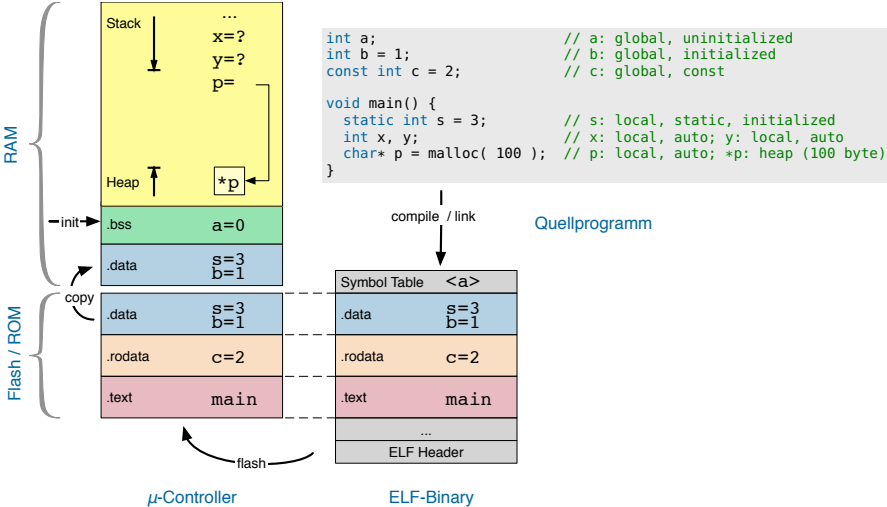 Stack
...
x=?
y=?
p=
*p
Heap
RAM
init
.bss a=0
.data s=3
b=1
copy
Flash / ROM
.data s=3
b=1
.rodata c=2
.text main
flash
μ-Controller
int a; // a: global, uninitialized
int b = 1; // b: global, initialized
const int c = 2; // c: global, const
void main() {
static int s = 3; // s: local, static, initialized
int x, y; // x: local, auto; y: local, auto
char* p = malloc( 100 ); // p: local, auto; *p: heap (100 byte)
}
compile / link
Quellprogramm
Symbol Table <a>
.data s=3
b=1
.rodata c=2
.text main
...
ELF Header
ELF-Binary